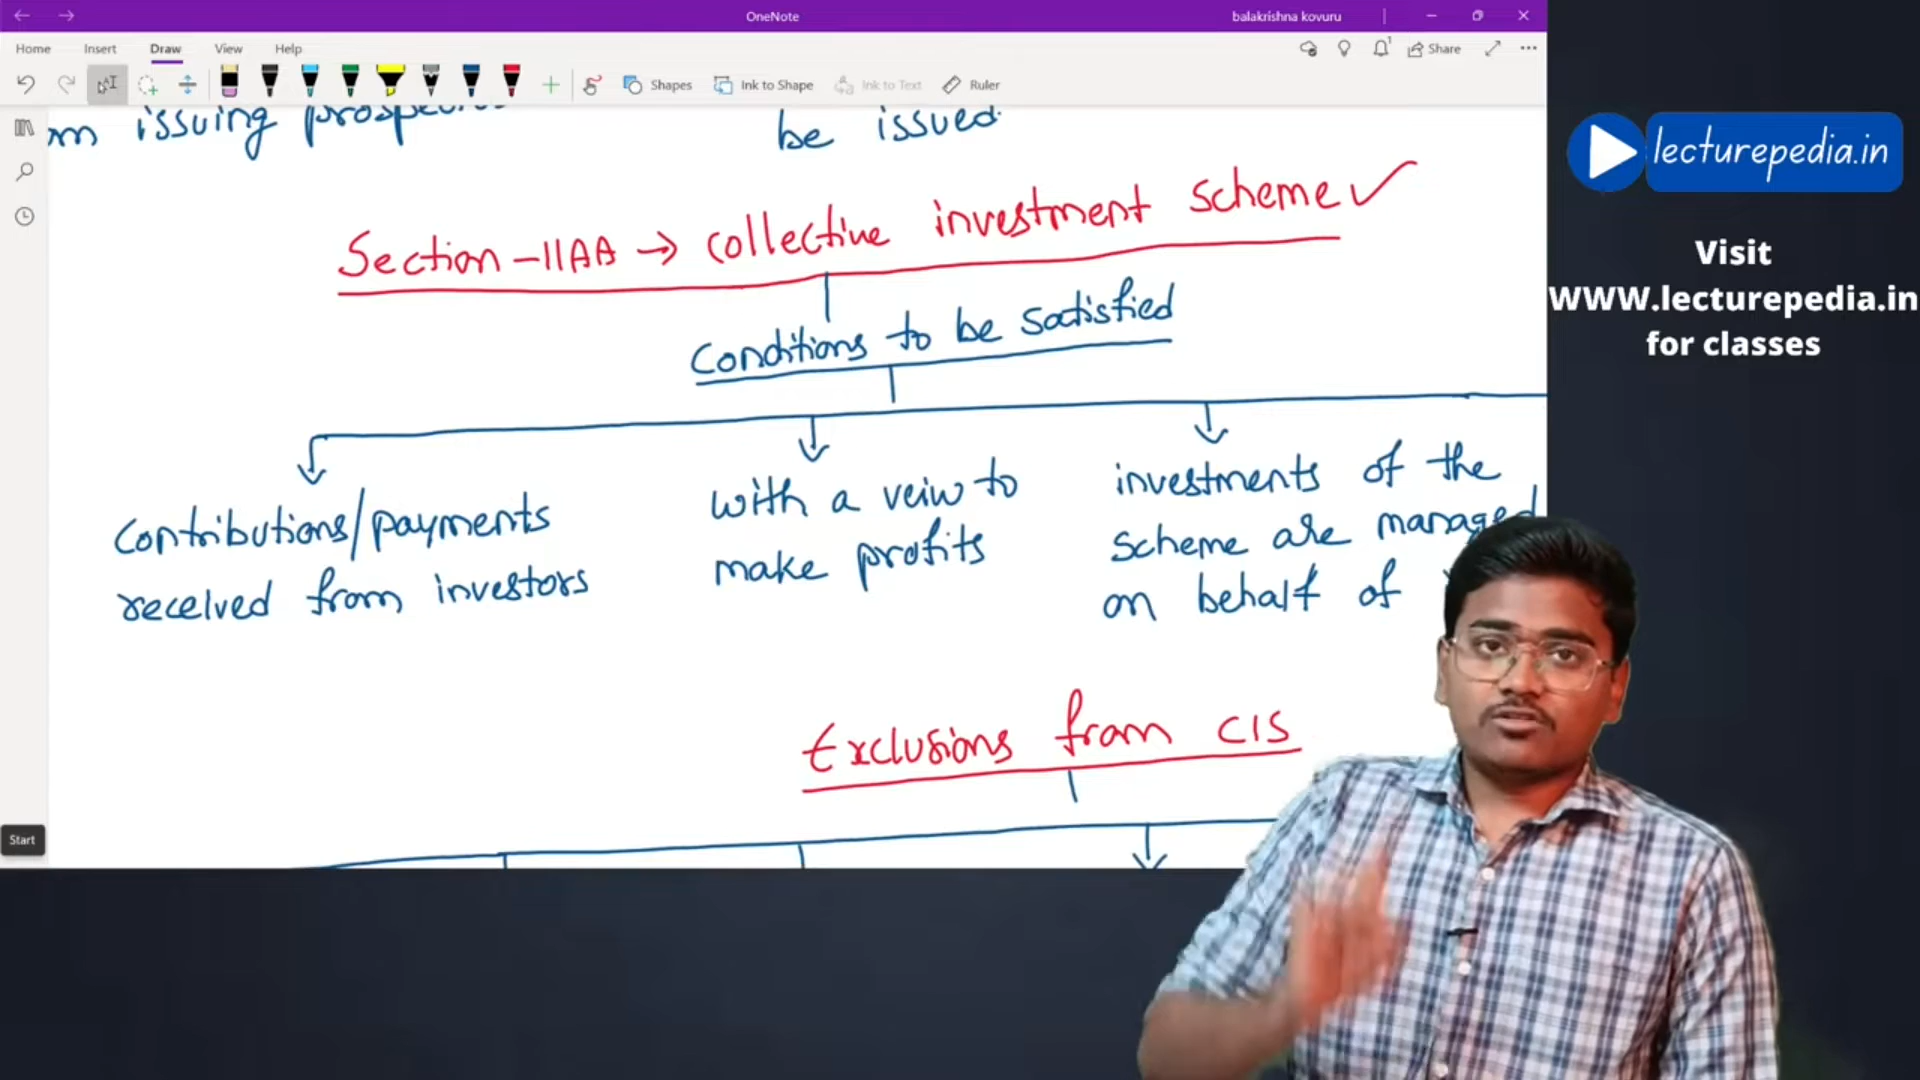 OneNote
balakrishna kovuru
Home Insert Draw View Help
Share
Shapes Ink to Shape Ink to Text Ruler
issuing
be issued
Section-11AA → collective investment scheme ✓
Conditions to be satisfied
Contributions/payments
received from investors
with a veiw to
make profits
investments of the
scheme are managed
on behalf of
Exclusions from CIS
Start
lecturepedia.in
Visit
WWW.lecturepedia.in
for classes